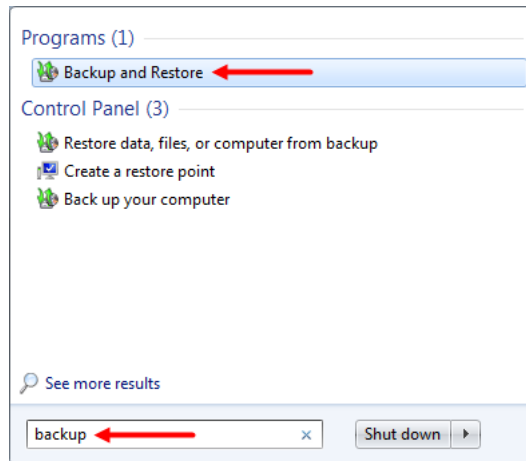 Programs (1)
Backup and Restore
Control Panel (3)
Restore data, files, or computer from backup
Create a restore point
Back up your computer
See more results
backup
Shut down